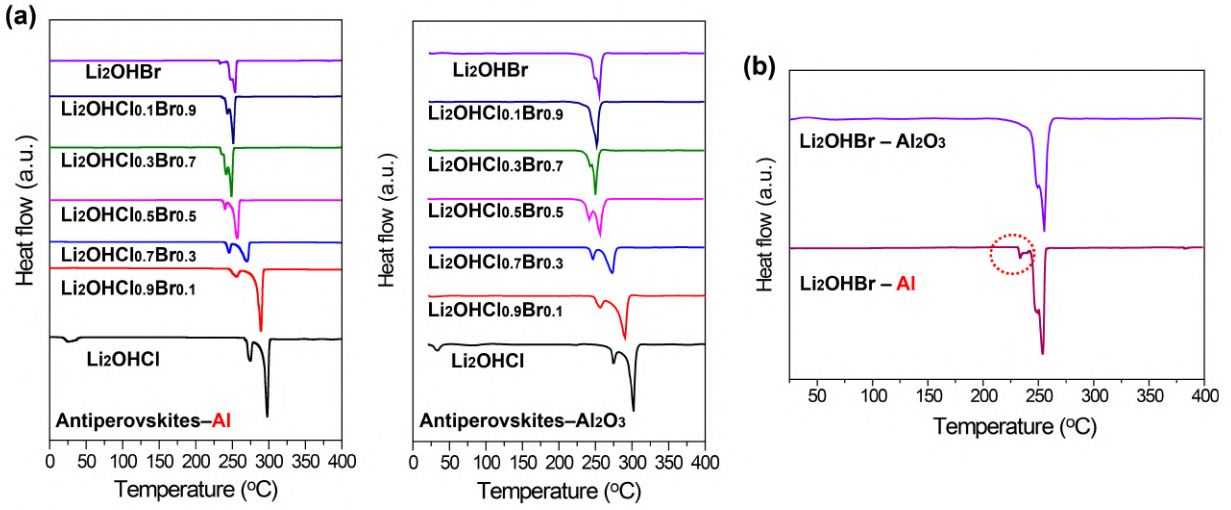 (a)
Heat flow (a.u.)
Li2OHBr
Li2OHCl0.1Br0.9
Li2OHCl0.3Br0.7
Li2OHCl0.5Br0.5
Li2OHCl0.7Br0.3
Li2OHCl0.9Br0.1
Li2OHCl
Antiperovskites–Al
0 50 100 150 200 250 300 350 400
Temperature (oC)
Heat flow (a.u.)
Li2OHBr
Li2OHCl0.1Br0.9
Li2OHCl0.3Br0.7
Li2OHCl0.5Br0.5
Li2OHCl0.7Br0.3
Li2OHCl0.9Br0.1
Li2OHCl
Antiperovskites–Al2O3
0 50 100 150 200 250 300 350 400
Temperature (oC)
(b)
Heat flow (a.u.)
Li2OHBr – Al2O3
Li2OHBr – Al
50 100 150 200 250 300 350 400
Temperature (oC)